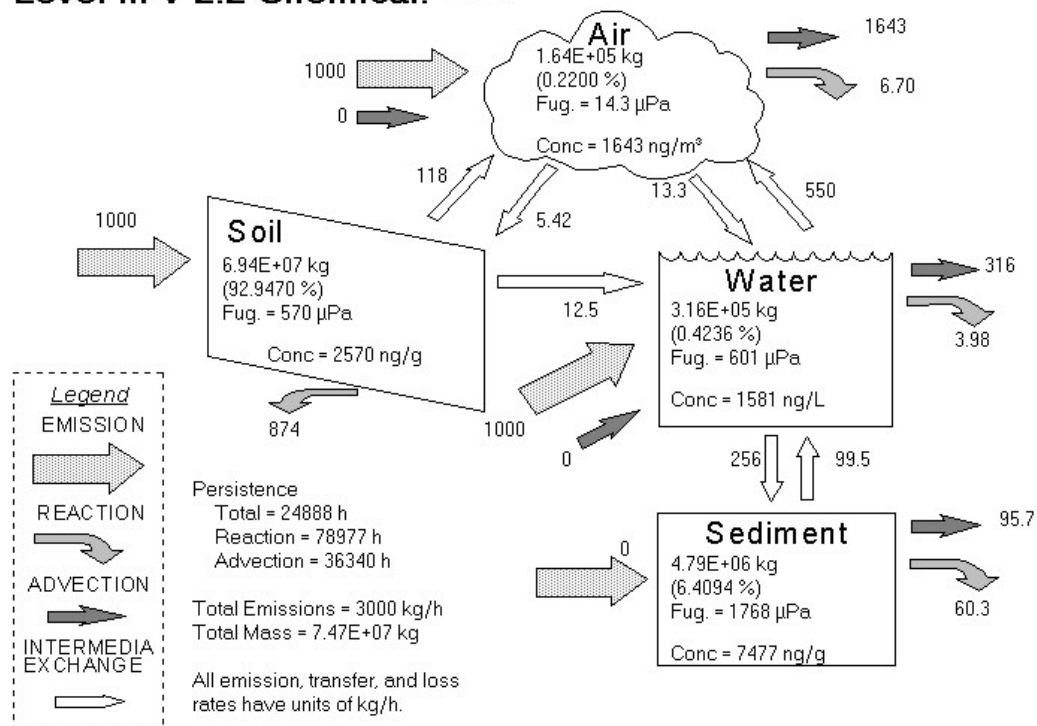 Level III V 2.2 Chemical:
Air
1.64E+05 kg
(0.2200 %)
Fug. = 14.3 µPa
Conc = 1643 ng/m³
1000
0
1643
6.70
118
5.42
13.3
550
1000
Soil
6.94E+07 kg
(92.9470 %)
Fug. = 570 µPa
Conc = 2570 ng/g
874
12.5
1000
0
Water
3.16E+05 kg
(0.4236 %)
Fug. = 601 µPa
Conc = 1581 ng/L
316
3.98
256
99.5
Sediment
4.79E+06 kg
(6.4094 %)
Fug. = 1768 µPa
Conc = 7477 ng/g
0
95.7
60.3
Legend
EMISSION
REACTION
ADVECTION
INTERMEDIA
EXCHANGE
Persistence
Total = 24888 h
Reaction = 78977 h
Advection = 36340 h
Total Emissions = 3000 kg/h
Total Mass = 7.47E+07 kg
All emission, transfer, and loss
rates have units of kg/h.